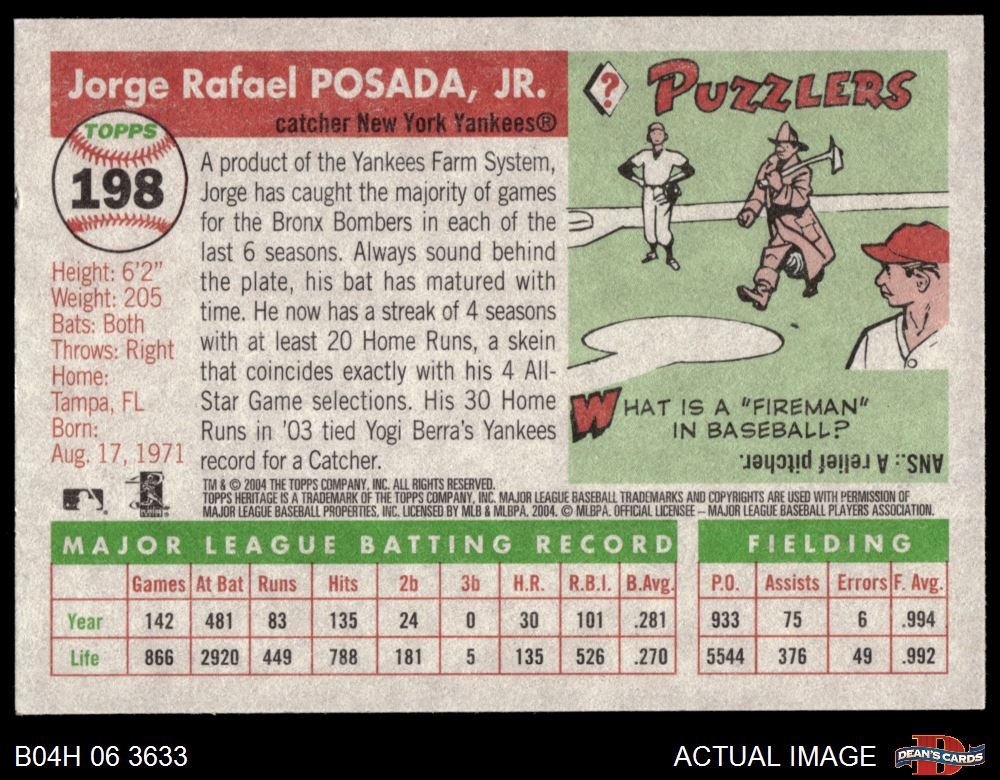 Jorge Rafael POSADA, JR.
catcher New York Yankees®
TOPPS
198
Height: 6'2"
Weight: 205
Bats: Both
Throws: Right
Home:
Tampa, FL
Born:
Aug. 17, 1971
A product of the Yankees Farm System,
Jorge has caught the majority of games
for the Bronx Bombers in each of the
last 6 seasons. Always sound behind
the plate, his bat has matured with
time. He now has a streak of 4 seasons
with at least 20 Home Runs, a skein
that coincides exactly with his 4 All-
Star Game selections. His 30 Home
Runs in '03 tied Yogi Berra's Yankees
record for a Catcher.
?
PUZZLERS
WHAT IS A "FIREMAN"
IN BASEBALL?
ANS.: A relief pitcher.
TM & © 2004 THE TOPPS COMPANY, INC. ALL RIGHTS RESERVED.
TOPPS HERITAGE IS A TRADEMARK OF THE TOPPS COMPANY, INC. MAJOR LEAGUE BASEBALL TRADEMARKS AND COPYRIGHTS ARE USED WITH PERMISSION OF
MAJOR LEAGUE BASEBALL PROPERTIES, INC. LICENSED BY MLB & MLBPA. 2004. © MLBPA. OFFICIAL LICENSEE – MAJOR LEAGUE BASEBALL PLAYERS ASSOCIATION.
MAJOR LEAGUE BATTING RECORD FIELDING
Games At Bat Runs Hits 2b 3b H.R. R.B.I. B.Avg. P.O. Assists Errors F. Avg.
Year 142 481 83 135 24 0 30 101 .281 933 75 6 .994
Life 866 2920 449 788 181 5 135 526 .270 5544 376 49 .992
B04H 06 3633
ACTUAL IMAGE
D
DEAN'S CARDS